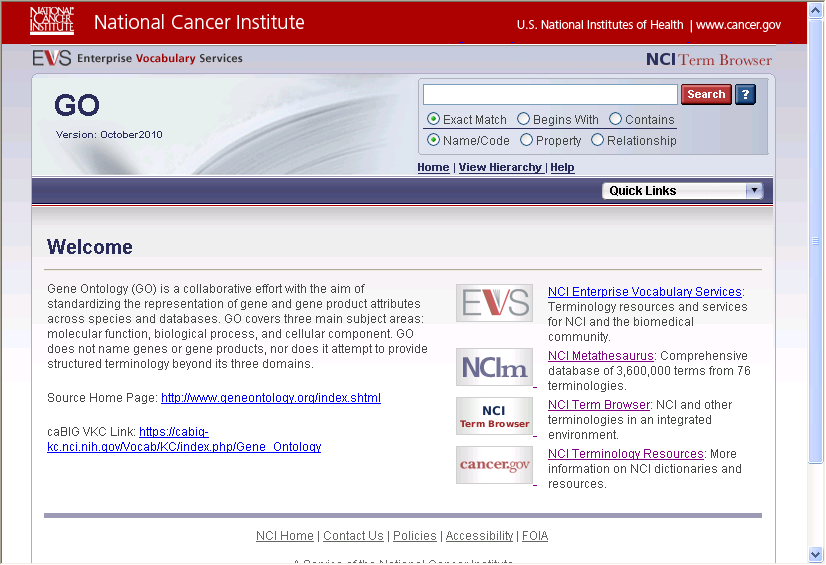 NATIONAL CANCER INSTITUTE National Cancer Institute U.S. National Institutes of Health | www.cancer.gov
EVS Enterprise Vocabulary Services NCI Term Browser
GO
Version: October2010
Search ?
Exact Match Begins With Contains
Name/Code Property Relationship
Home | View Hierarchy | Help
Quick Links
Welcome
Gene Ontology (GO) is a collaborative effort with the aim of
standardizing the representation of gene and gene product attributes
across species and databases. GO covers three main subject areas:
molecular function, biological process, and cellular component. GO
does not name genes or gene products, nor does it attempt to provide
structured terminology beyond its three domains.
Source Home Page: http://www.geneontology.org/index.shtml
caBIG VKC Link: https://cabig-
kc.nci.nih.gov/Vocab/KC/index.php/Gene_Ontology
EVS
NCI Enterprise Vocabulary Services:
Terminology resources and services
for NCI and the biomedical
community.
NCIm
NCI Metathesaurus: Comprehensive
database of 3,600,000 terms from 76
terminologies.
NCI
Term Browser
NCI Term Browser: NCI and other
terminologies in an integrated
environment.
cancer.gov
NCI Terminology Resources: More
information on NCI dictionaries and
resources.
NCI Home | Contact Us | Policies | Accessibility | FOIA
A Service of the National Cancer Institute